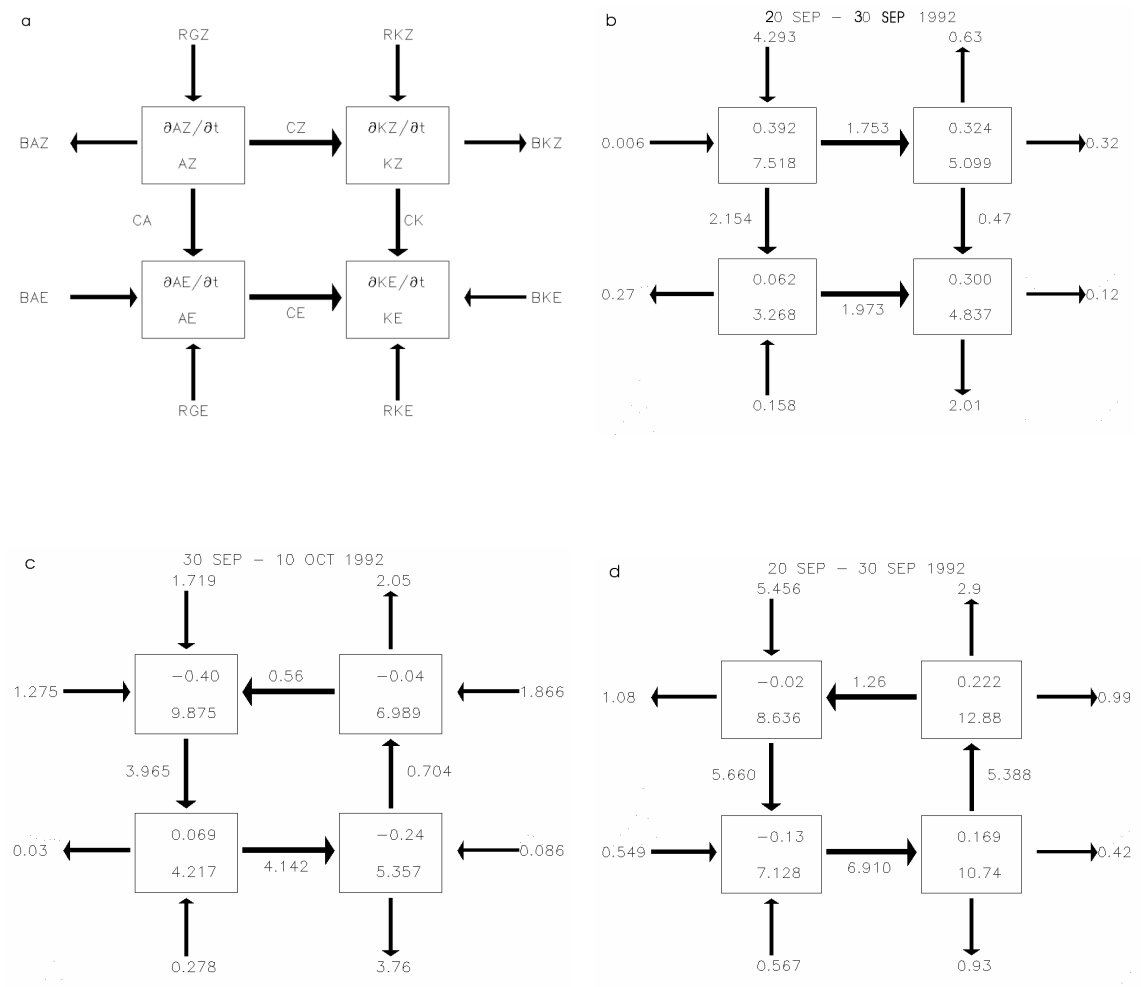 a
RGZ
RKZ
∂AZ/∂t
CZ
∂KZ/∂t
BAZ
BKZ
AZ
KZ
CA
CK
∂AE/∂t
∂KE/∂t
BAE
BKE
AE
CE
KE
RGE
RKE
b
20 SEP – 30 SEP 1992
4.293
0.63
0.392
1.753
0.324
0.006
0.32
7.518
5.099
2.154
0.47
0.062
0.300
0.27
0.12
3.268
1.973
4.837
0.158
2.01
c
30 SEP – 10 OCT 1992
1.719
2.05
−0.40
0.56
−0.04
1.275
1.866
9.875
6.989
3.965
0.704
0.069
−0.24
0.03
0.086
4.217
4.142
5.357
0.278
3.76
d
20 SEP – 30 SEP 1992
5.456
2.9
−0.02
1.26
0.222
1.08
0.99
8.636
12.88
5.660
5.388
−0.13
0.169
0.549
0.42
7.128
6.910
10.74
0.567
0.93